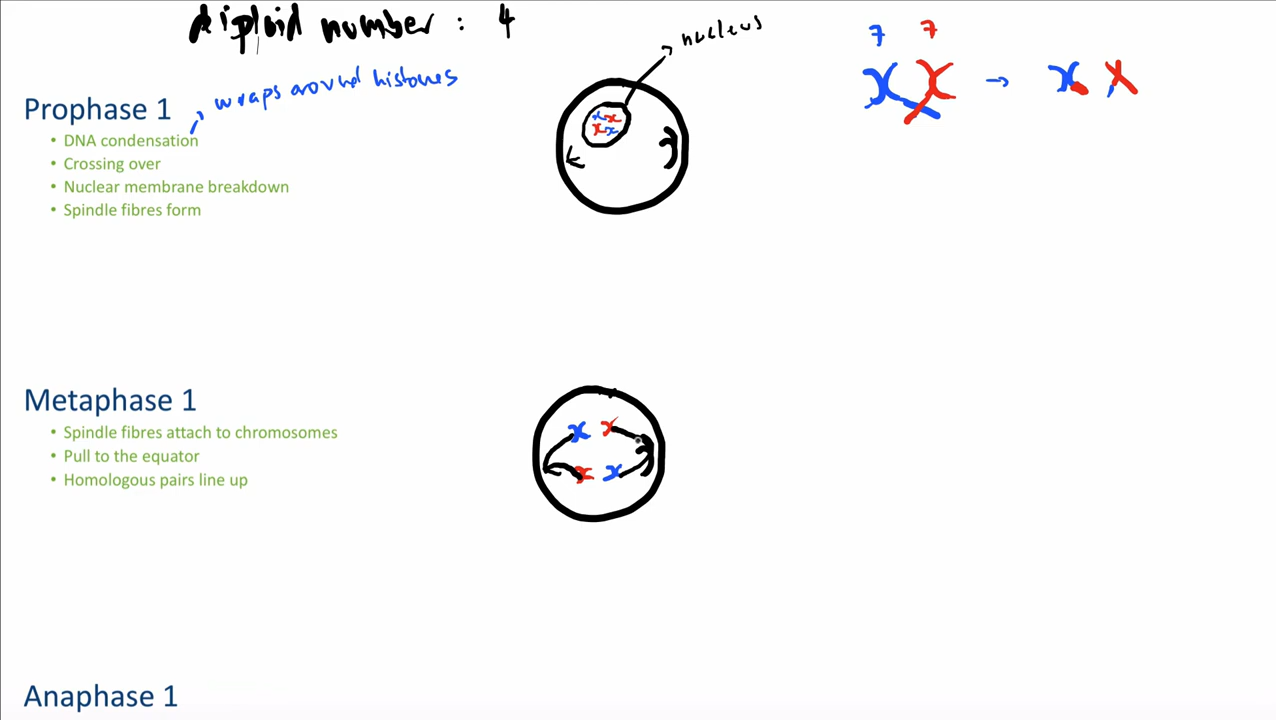 diploid number : 4
nucleus
7 7
wraps around histones
Prophase 1
• DNA condensation
• Crossing over
• Nuclear membrane breakdown
• Spindle fibres form
Metaphase 1
• Spindle fibres attach to chromosomes
• Pull to the equator
• Homologous pairs line up
Anaphase 1